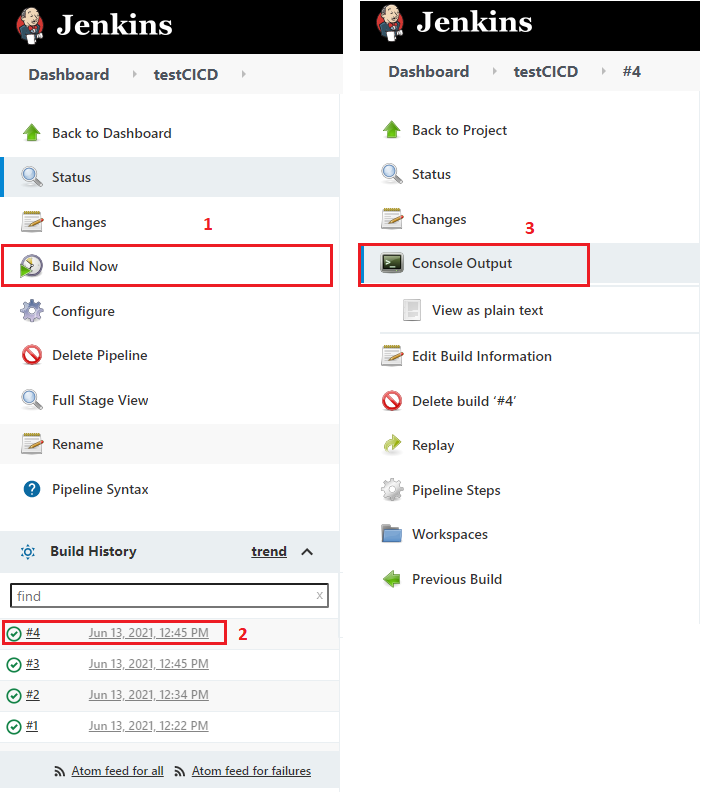 Jenkins
Dashboard testCICD
Back to Dashboard
Status
Changes
1
Build Now
Configure
Delete Pipeline
Full Stage View
Rename
Pipeline Syntax
Build History trend
find x
#4 Jun 13, 2021, 12:45 PM 2
#3 Jun 13, 2021, 12:45 PM
#2 Jun 13, 2021, 12:34 PM
#1 Jun 13, 2021, 12:22 PM
Atom feed for all Atom feed for failures
Jenkins
Dashboard testCICD #4
Back to Project
Status
Changes
3
Console Output
View as plain text
Edit Build Information
Delete build ‘#4’
Replay
Pipeline Steps
Workspaces
Previous Build